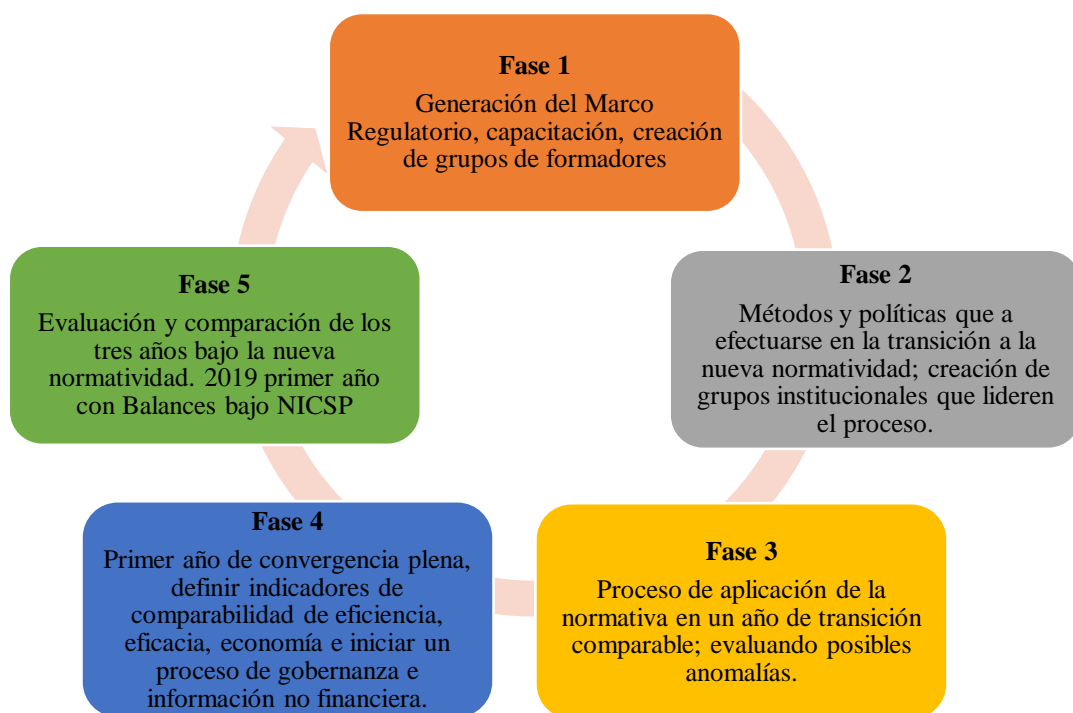 Fase 1
Generación del Marco
Regulatorio, capacitación, creación
de grupos de formadores
Fase 2
Métodos y políticas que a
efectuarse en la transición a la
nueva normatividad; creación de
grupos institucionales que lideren
el proceso.
Fase 3
Proceso de aplicación de la
normativa en un año de transición
comparable; evaluando posibles
anomalías.
Fase 4
Primer año de convergencia plena,
definir indicadores de
comparabilidad de eficiencia,
eficacia, economía e iniciar un
proceso de gobernanza e
información no financiera.
Fase 5
Evaluación y comparación de los
tres años bajo la nueva
normatividad. 2019 primer año
con Balances bajo NICSP